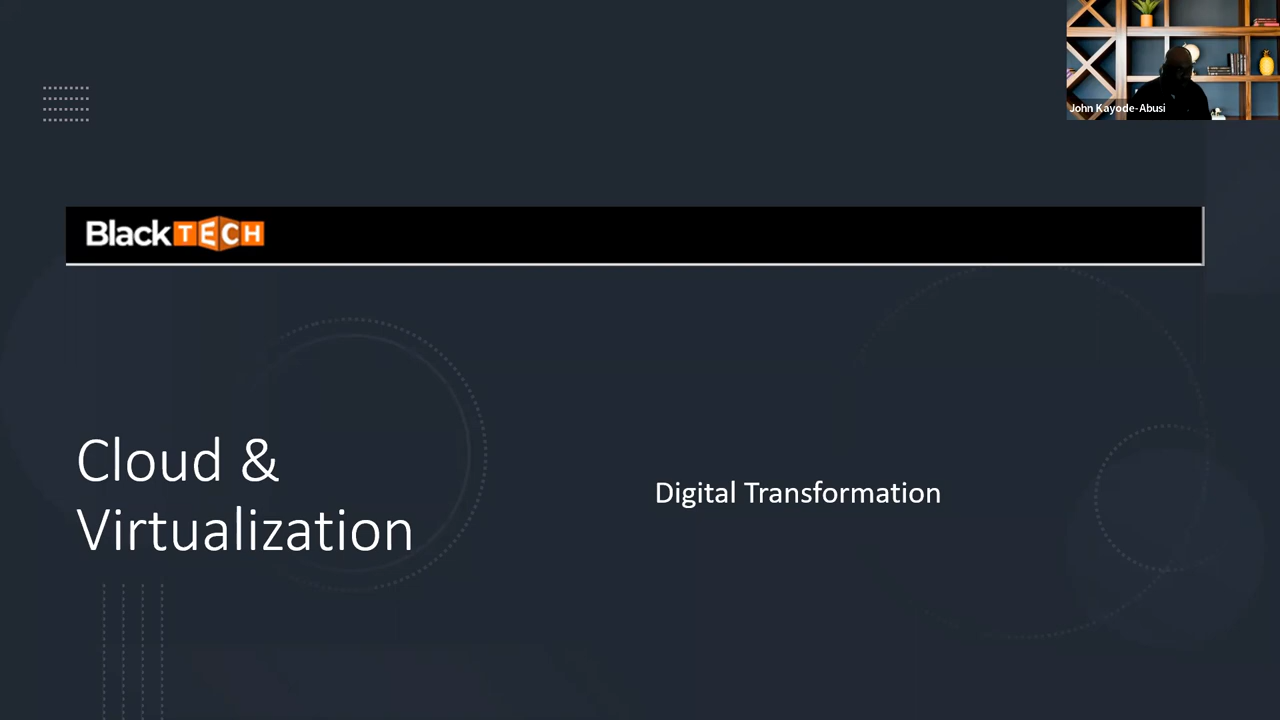 John Kayode-Abusi
BlackTECH
Cloud &
Virtualization
Digital Transformation